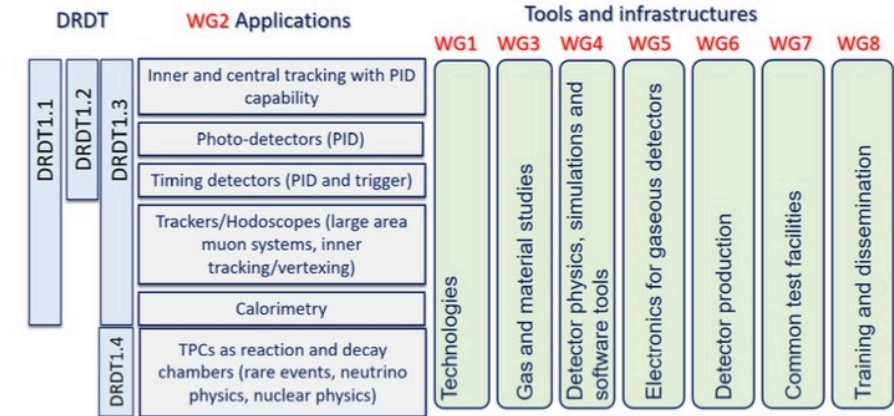 DRDT
WG2 Applications
Tools and infrastructures
WG1 WG3 WG4 WG5 WG6 WG7 WG8
DRDT1.1
DRDT1.2
DRDT1.3
DRDT1.4
Inner and central tracking with PID
capability
Photo-detectors (PID)
Timing detectors (PID and trigger)
Trackers/Hodoscopes (large area
muon systems, inner
tracking/vertexing)
Calorimetry
TPCs as reaction and decay
chambers (rare events, neutrino
physics, nuclear physics)
Technologies
Gas and material studies
Detector physics, simulations and
software tools
Electronics for gaseous detectors
Detector production
Common test facilities
Training and dissemination